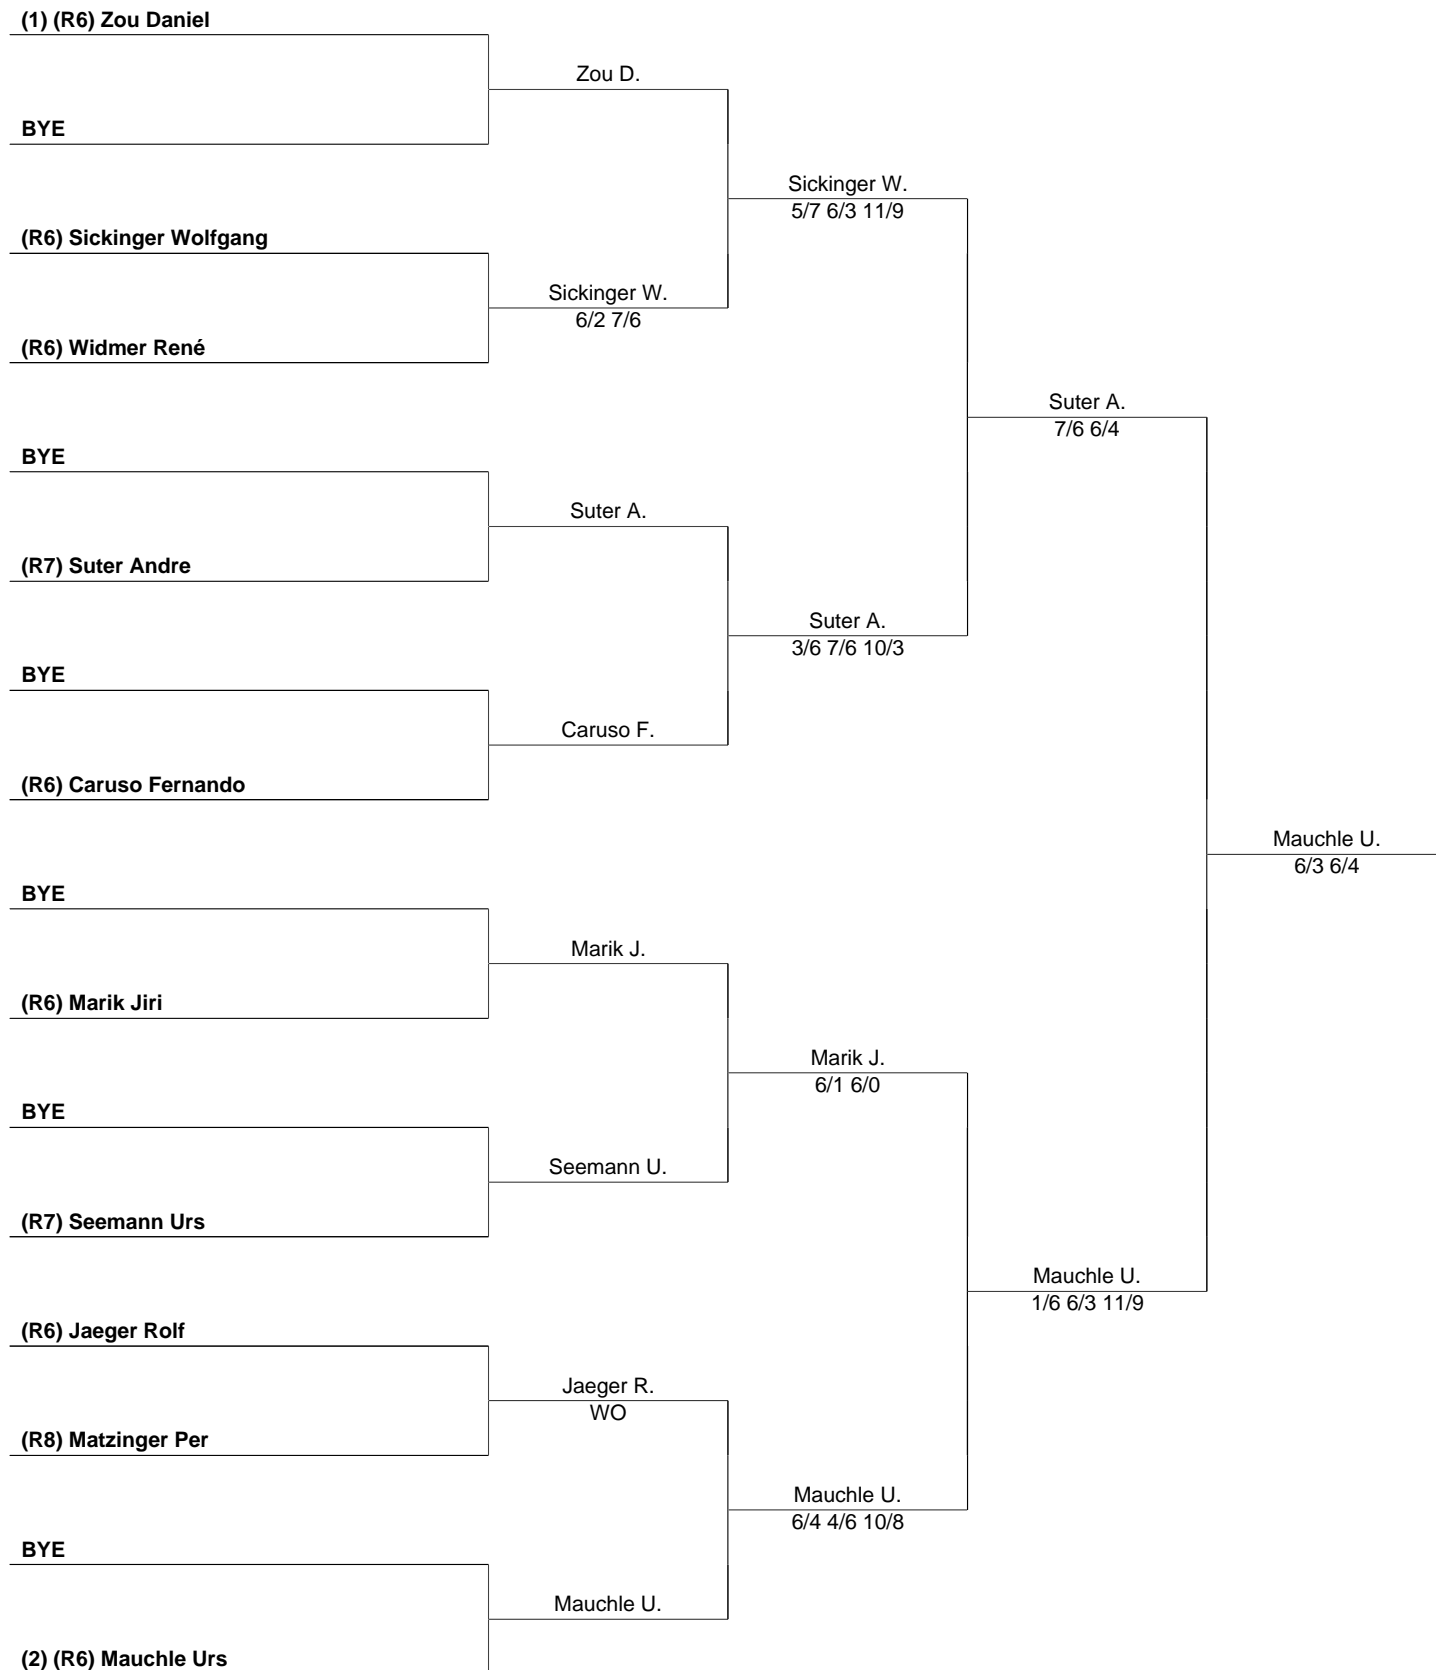 (1) (R6) Zou Daniel
Zou D.
BYE
Sickinger W.
5/7 6/3 11/9
(R6) Sickinger Wolfgang
Sickinger W.
6/2 7/6
(R6) Widmer René
Suter A.
7/6 6/4
BYE
Suter A.
(R7) Suter Andre
Suter A.
3/6 7/6 10/3
BYE
Caruso F.
(R6) Caruso Fernando
Mauchle U.
6/3 6/4
BYE
Marik J.
(R6) Marik Jiri
Marik J.
6/1 6/0
BYE
Seemann U.
(R7) Seemann Urs
Mauchle U.
1/6 6/3 11/9
(R6) Jaeger Rolf
Jaeger R.
WO
(R8) Matzinger Per
Mauchle U.
6/4 4/6 10/8
BYE
Mauchle U.
(2) (R6) Mauchle Urs